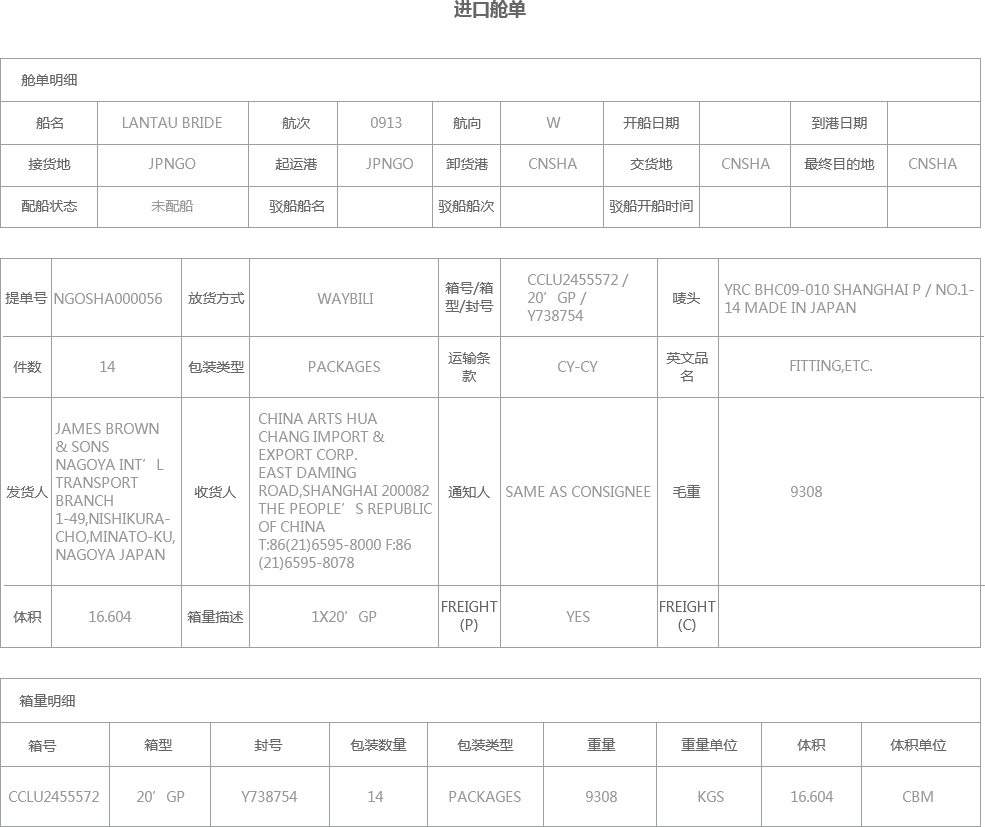 进口舱单
舱单明细
船名 LANTAU BRIDE 航次 0913 航向 W 开船日期 到港日期
接货地 JPNGO 起运港 JPNGO 卸货港 CNSHA 交货地 CNSHA 最终目的地 CNSHA
配船状态 未配船 驳船船名 驳船船次 驳船开船时间
提单号 NGOSHA000056 放货方式 WAYBILI
箱号/箱
型/封号
CCLU2455572 /
20’GP /
Y738754
唛头
YRC BHC09-010 SHANGHAI P / NO.1-
14 MADE IN JAPAN
件数 14 包装类型 PACKAGES
运输条
款
CY-CY
英文品
名
FITTING,ETC.
发货人
JAMES BROWN
& SONS
NAGOYA INT’L
TRANSPORT
BRANCH
1-49,NISHIKURA-
CHO,MINATO-KU,
NAGOYA JAPAN
收货人
CHINA ARTS HUA
CHANG IMPORT &
EXPORT CORP.
EAST DAMING
ROAD,SHANGHAI 200082
THE PEOPLE’S REPUBLIC
OF CHINA
T:86(21)6595-8000 F:86
(21)6595-8078
通知人 SAME AS CONSIGNEE 毛重 9308
体积 16.604 箱量描述 1X20’GP
FREIGHT
(P)
YES
FREIGHT
(C)
箱量明细
箱号 箱型 封号 包装数量 包装类型 重量 重量单位 体积 体积单位
CCLU2455572 20’GP Y738754 14 PACKAGES 9308 KGS 16.604 CBM